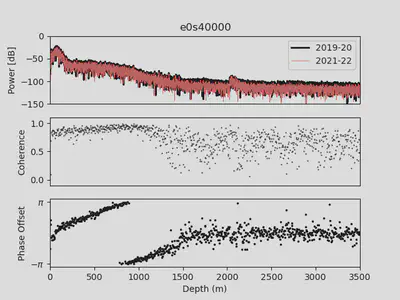 e0s40000
Power [dB]
0
−50
−100
−150
2019-20
2021-22
Coherence
1.0
0.5
0.0
Phase Offset
π
−π
0 500 1000 1500 2000 2500 3000 3500
Depth (m)